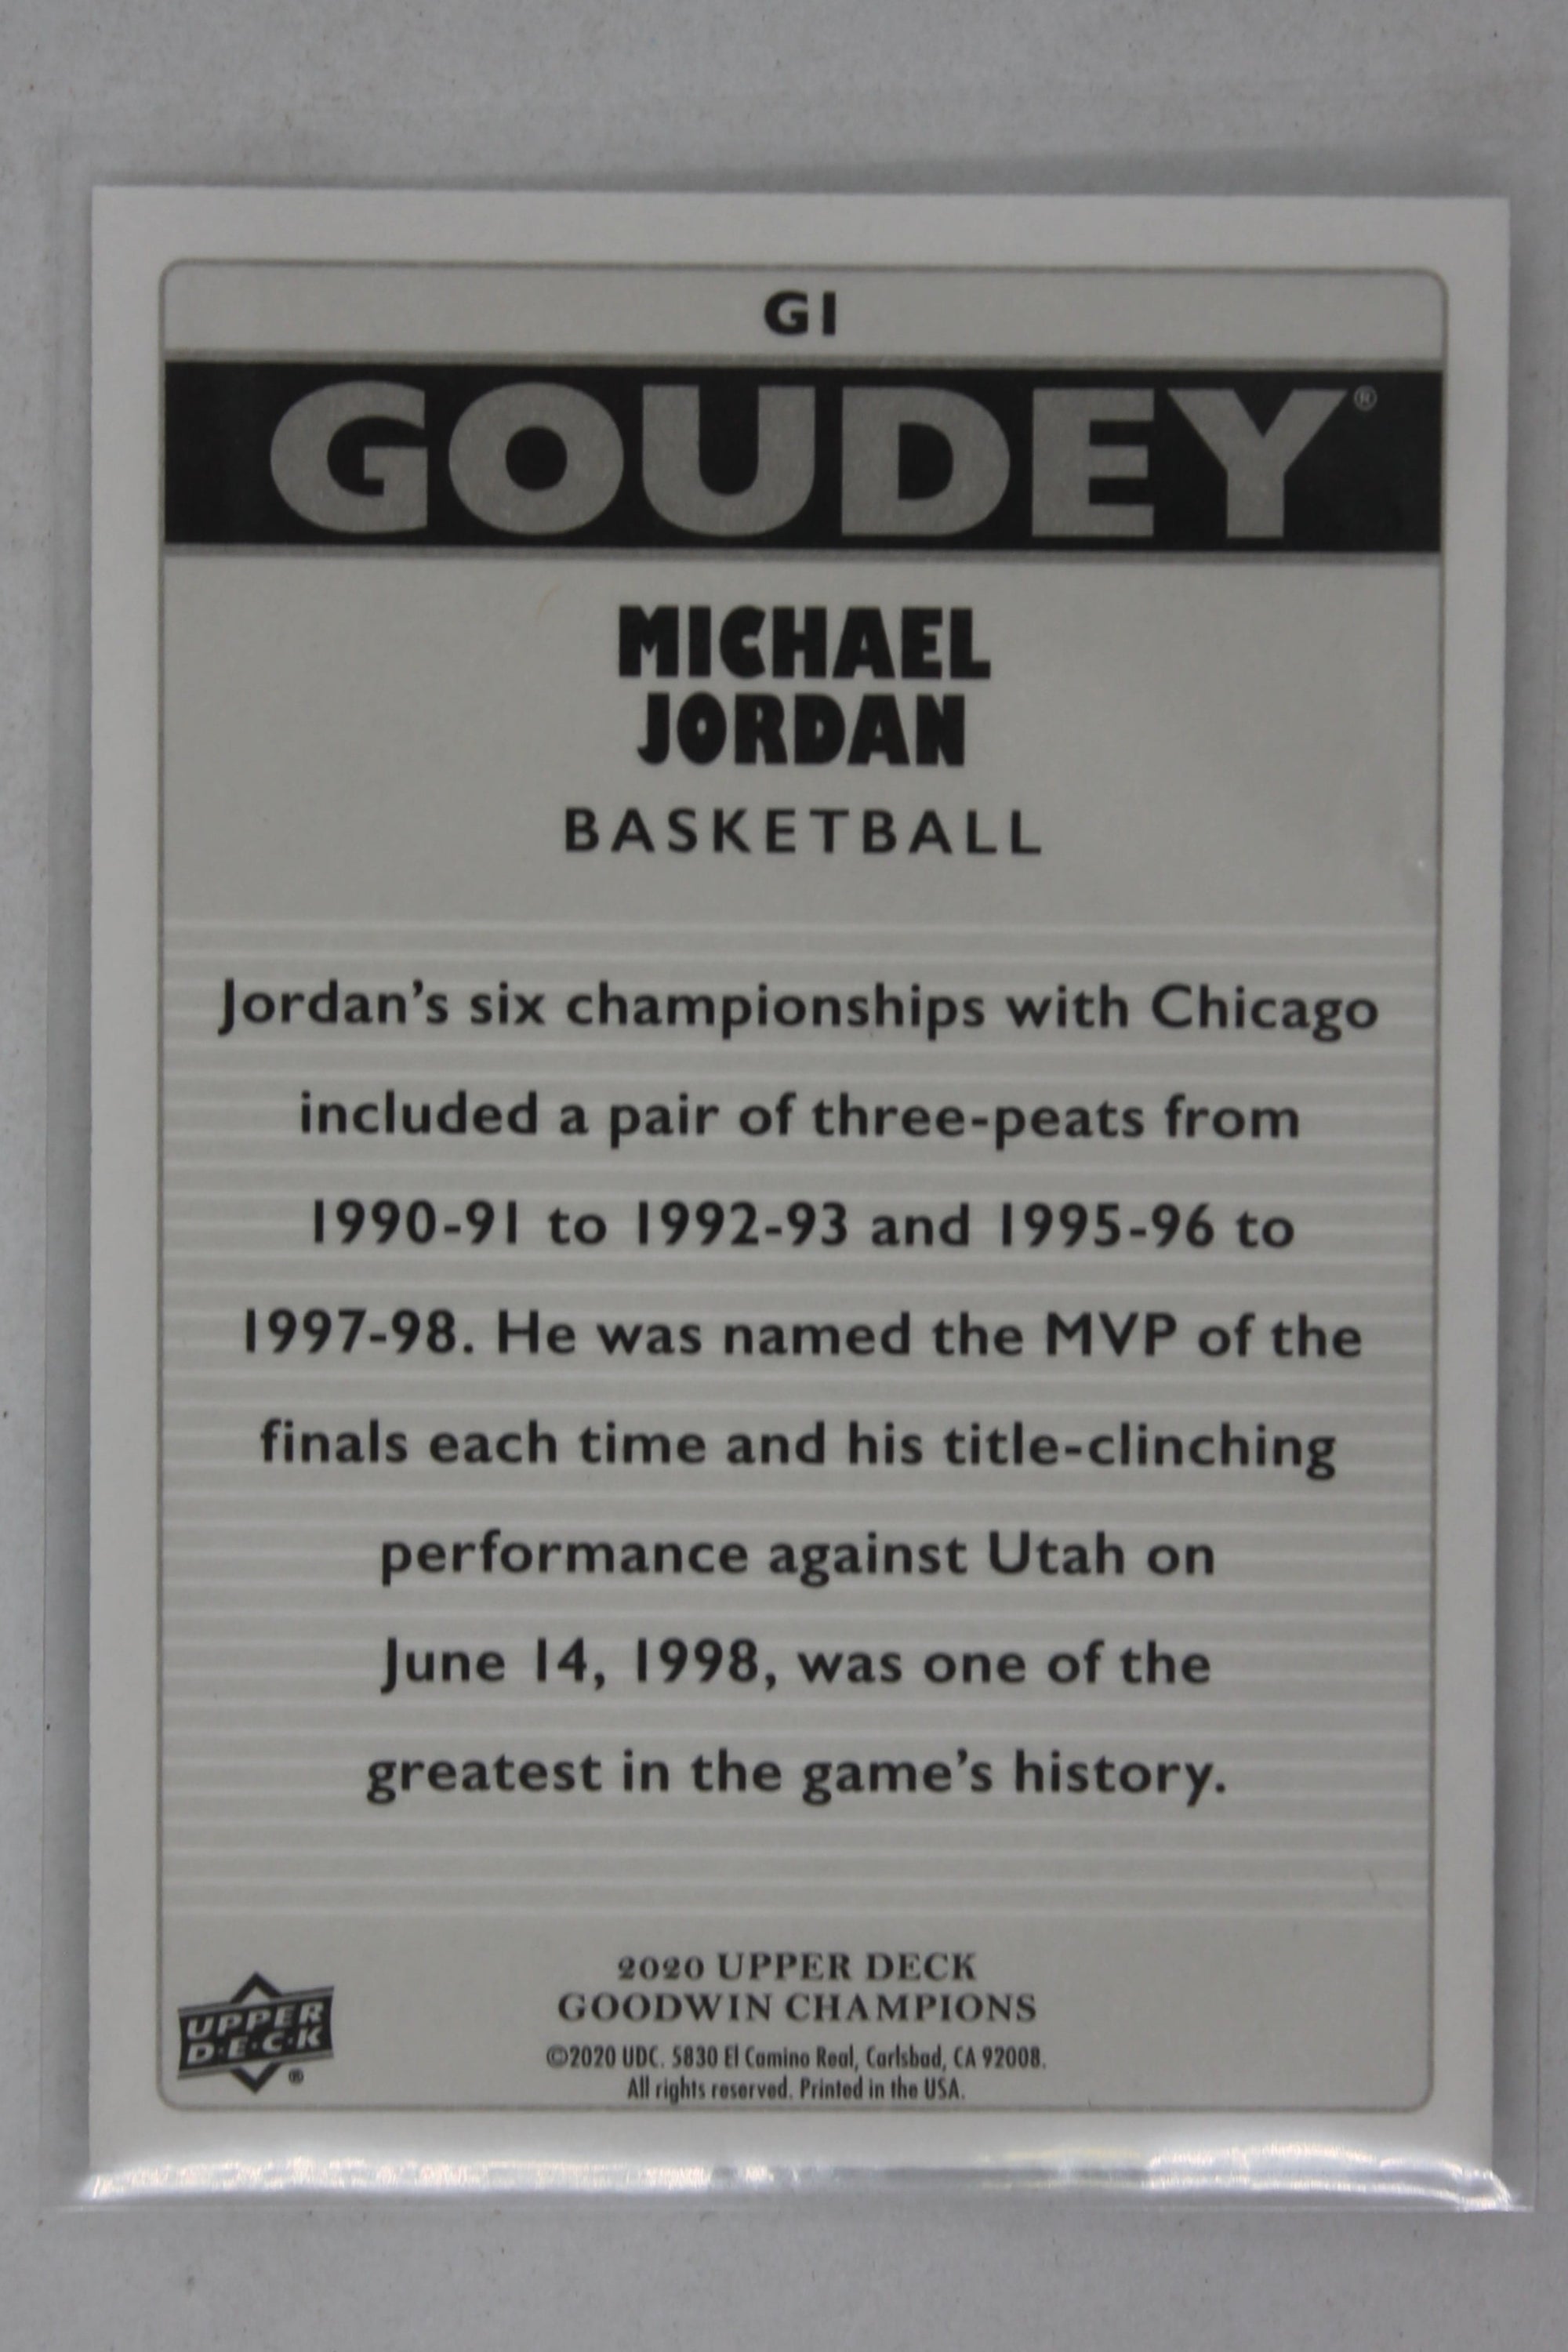 G1
GOUDEY®
MICHAEL
JORDAN
BASKETBALL
Jordan’s six championships with Chicago
included a pair of three-peats from
1990-91 to 1992-93 and 1995-96 to
1997-98. He was named the MVP of the
finals each time and his title-clinching
performance against Utah on
June 14, 1998, was one of the
greatest in the game’s history.
2020 UPPER DECK
GOODWIN CHAMPIONS
©2020 UDC. 5830 El Camino Real, Carlsbad, CA 92008.
All rights reserved. Printed in the USA.
UPPER
D·E·C·K
®